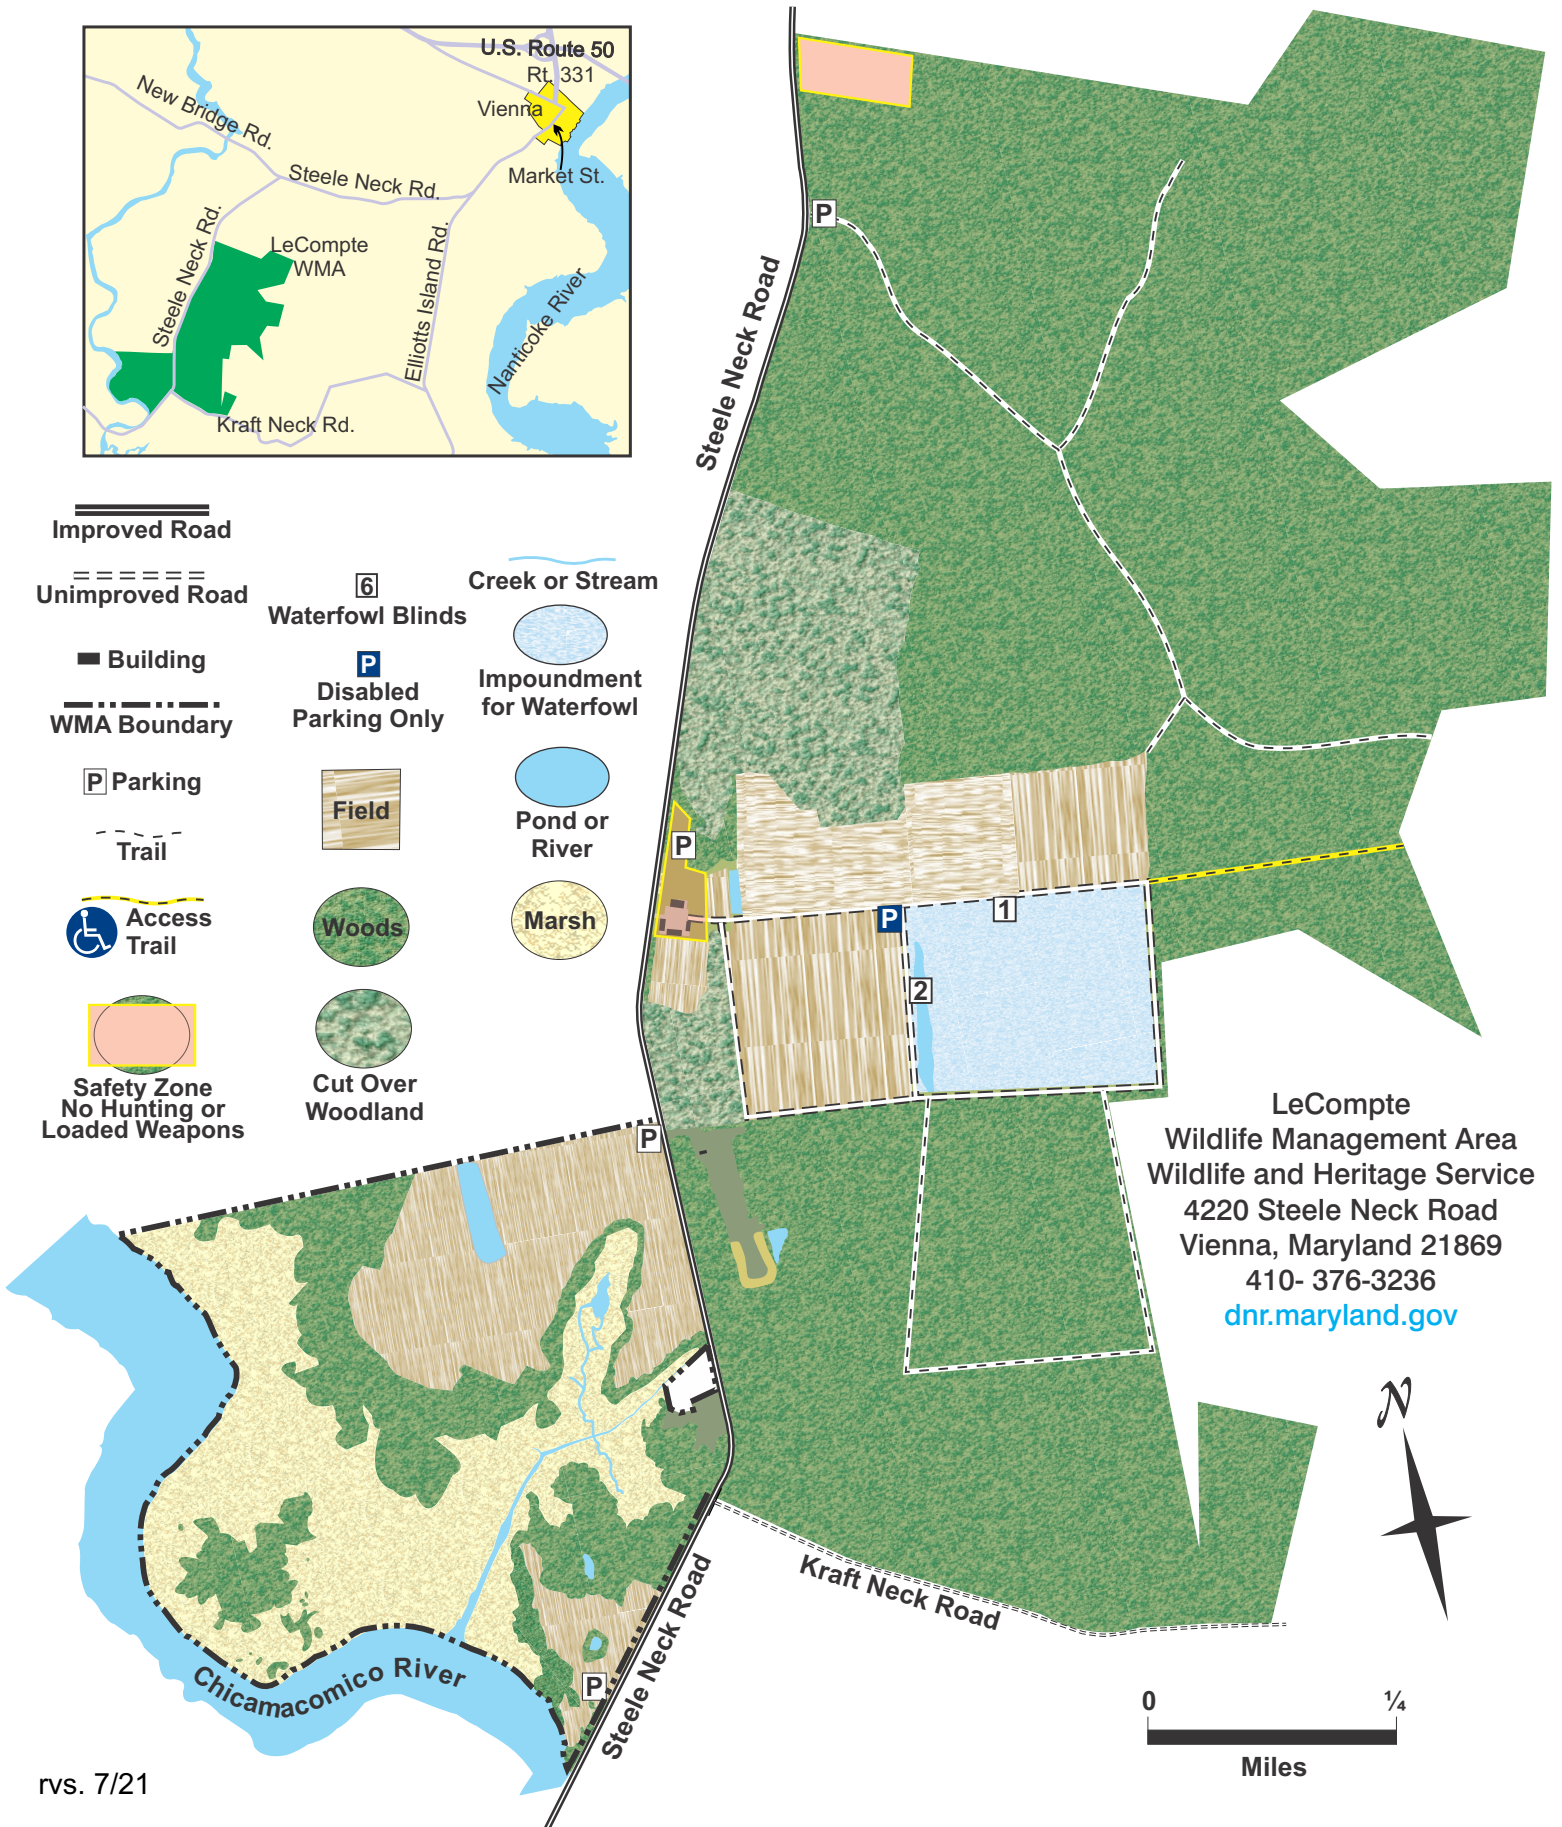 U.S. Route 50
Rt. 331
Vienna
Market St.
New Bridge Rd.
Steele Neck Rd.
Steele Neck Rd.
LeCompte
WMA
Elliotts Island Rd.
Nanticoke River
Kraft Neck Rd.
Improved Road
Unimproved Road
Building
WMA Boundary
P Parking
Trail
Access
Trail
Safety Zone
No Hunting or
Loaded Weapons
6
Waterfowl Blinds
P
Disabled
Parking Only
Field
Woods
Cut Over
Woodland
Creek or Stream
Impoundment
for Waterfowl
Pond or
River
Marsh
P
Steele Neck Road
P
P
1
2
P
LeCompte
Wildlife Management Area
Wildlife and Heritage Service
4220 Steele Neck Road
Vienna, Maryland 21869
410- 376-3236
dnr.maryland.gov
N
Kraft Neck Road
Steele Neck Road
P
Chicamacomico River
0 ¼
Miles
rvs. 7/21